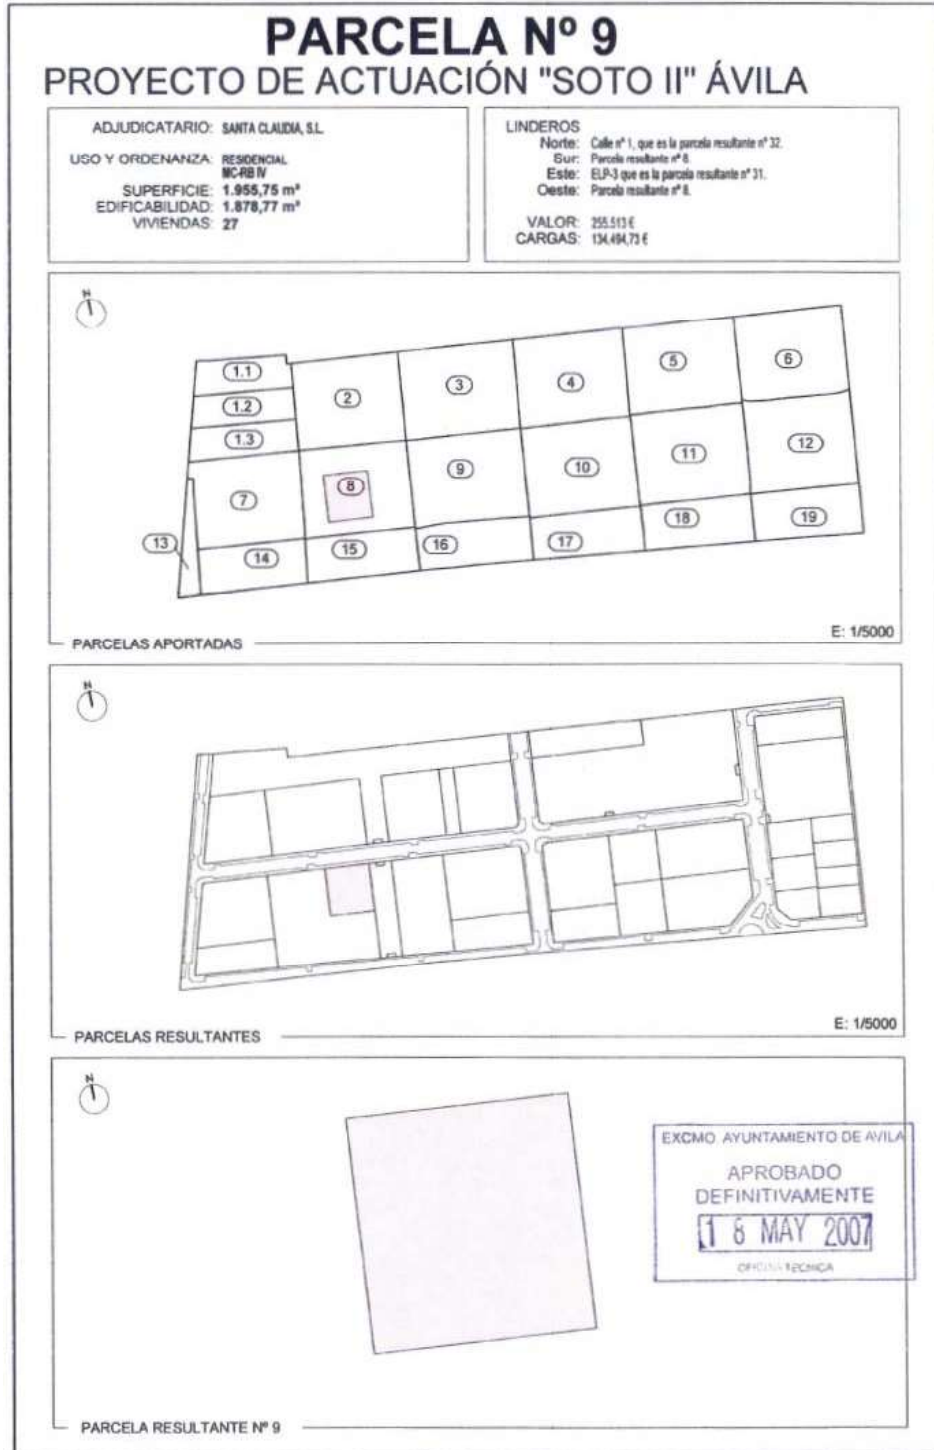 PARCELA Nº 9
PROYECTO DE ACTUACIÓN "SOTO II" ÁVILA
ADJUDICATARIO: SANTA CLAUDIA, S.L.
USO Y ORDENANZA: RESIDENCIAL
MC-RB IV
SUPERFICIE: 1.955,75 m²
EDIFICABILIDAD: 1.878,77 m²
VIVIENDAS: 27
LINDEROS
Norte: Calle nº 1, que es la parcela resultante nº 32.
Sur: Parcela resultante nº 8.
Este: ELP-3 que es la parcela resultante nº 31.
Oeste: Parcela resultante nº 8.
VALOR: 255.513 €
CARGAS: 134.494,73 €
N
1.1
2
3
4
5
6
1.2
1.3
7
8
9
10
11
12
13
14
15
16
17
18
19
PARCELAS APORTADAS
E: 1/5000
N
PARCELAS RESULTANTES
E: 1/5000
N
EXCMO AYUNTAMIENTO DE AVILA
APROBADO
DEFINITIVAMENTE
18 MAY 2007
OFICINA TECNICA
PARCELA RESULTANTE Nº 9